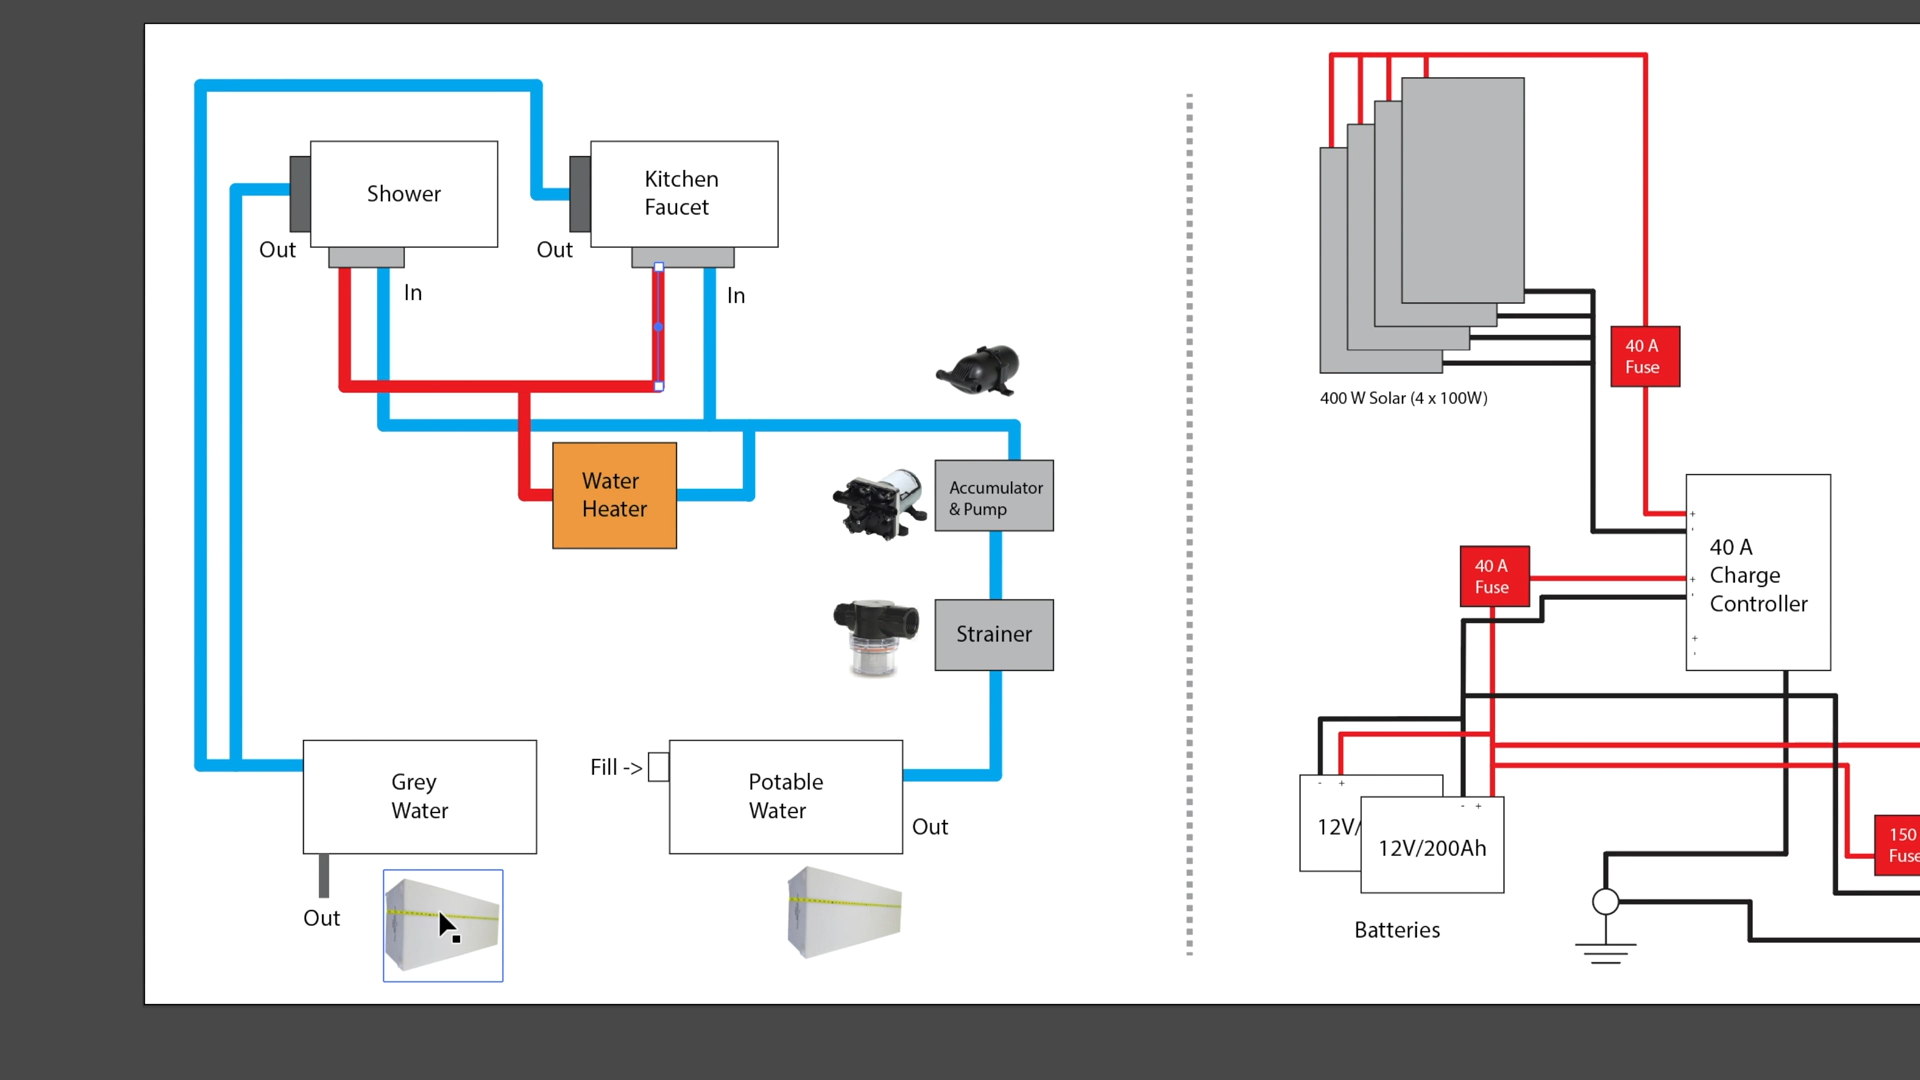 Shower
Out
In
Kitchen
Faucet
Out
In
Water
Heater
Accumulator
& Pump
Strainer
Grey
Water
Out
Fill ->
Potable
Water
Out
400 W Solar (4 x 100W)
40 A
Fuse
40 A
Fuse
+
-
+
-
+
-
40 A
Charge
Controller
- +
12V/
- +
12V/200Ah
Batteries
150
Fuse